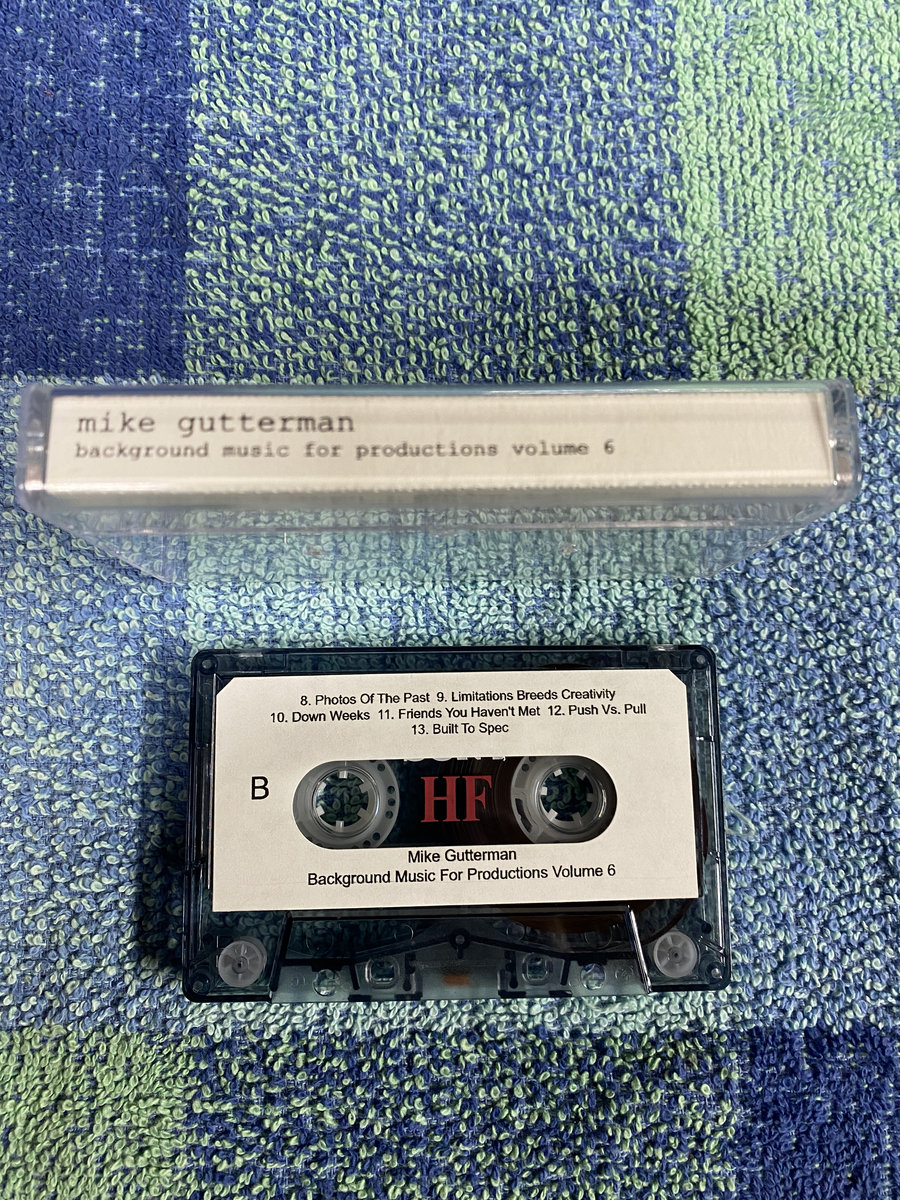 mike gutterman
background music for productions volume 6
8. Photos Of The Past 9. Limitations Breeds Creativity
10. Down Weeks 11. Friends You Haven't Met 12. Push Vs. Pull
13. Built To Spec
B
HF
Mike Gutterman
Background Music For Productions Volume 6